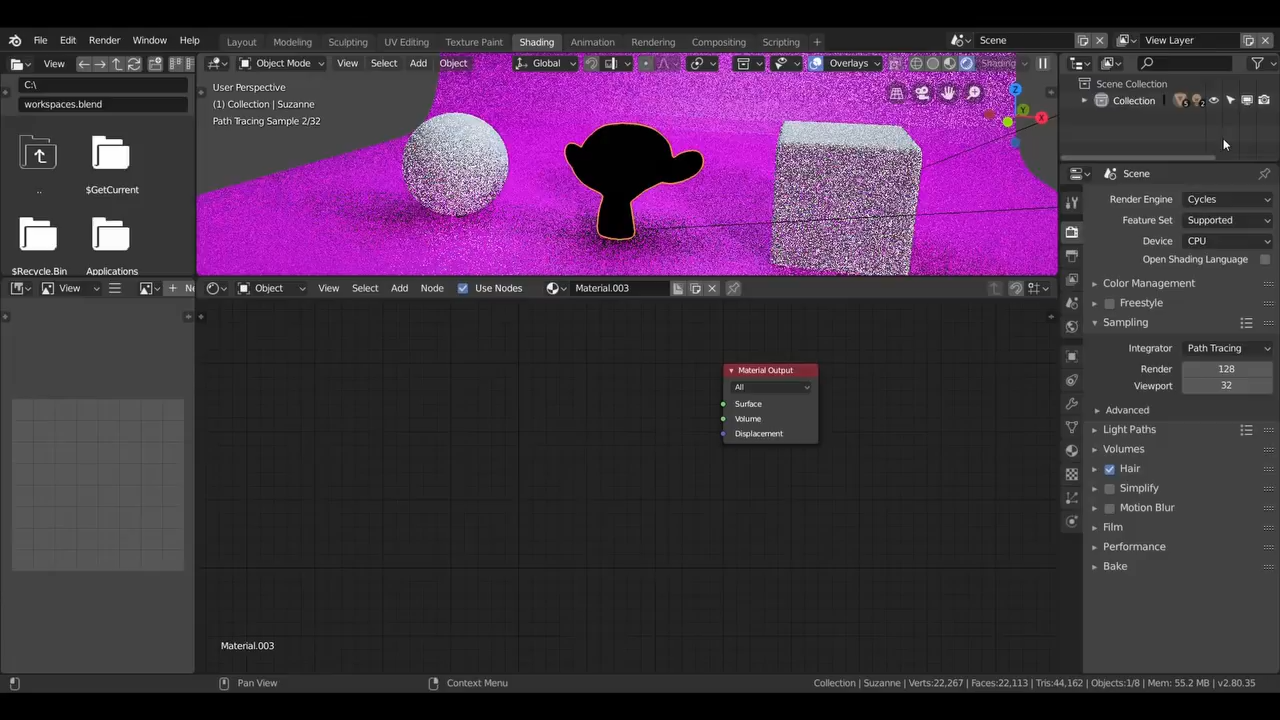 File Edit Render Window Help
Layout Modeling Sculpting UV Editing Texture Paint Shading Animation Rendering Compositing Scripting +
Scene
View Layer
View
Object Mode View Select Add Object
Global
Overlays
Shading
C:\
workspaces.blend
..
$GetCurrent
$Recycle.Bin
Applications
User Perspective
(1) Collection | Suzanne
Path Tracing Sample 2/32
Z
Y
X
Scene Collection
Collection
5
2
Scene
Render Engine Cycles
Feature Set Supported
Device CPU
Open Shading Language
Color Management
Freestyle
Sampling
Integrator Path Tracing
Render 128
Viewport 32
Advanced
Light Paths
Volumes
Hair
Simplify
Motion Blur
Film
Performance
Bake
View
+ Ne
Object View Select Add Node Use Nodes Material.003
Material Output
All
Surface
Volume
Displacement
Material.003
Pan View
Context Menu
Collection | Suzanne | Verts:22,267 | Faces:22,113 | Tris:44,162 | Objects:1/8 | Mem: 55.2 MB | v2.80.35